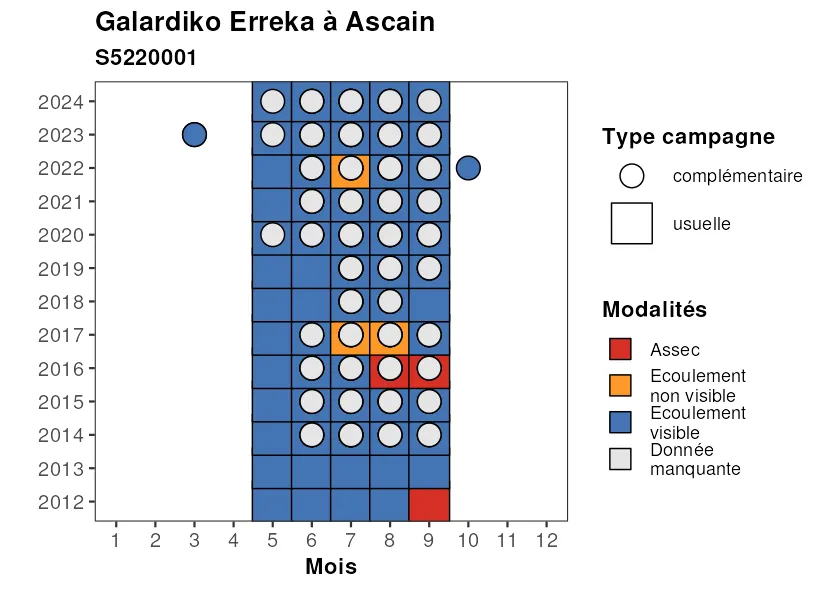 Galardiko Erreka à Ascain
S5220001
2024
2023
2022
2021
2020
2019
2018
2017
2016
2015
2014
2013
2012
1 2 3 4 5 6 7 8 9 10 11 12
Mois
Type campagne
complémentaire
usuelle
Modalités
Assec
Ecoulement
non visible
Ecoulement
visible
Donnée
manquante